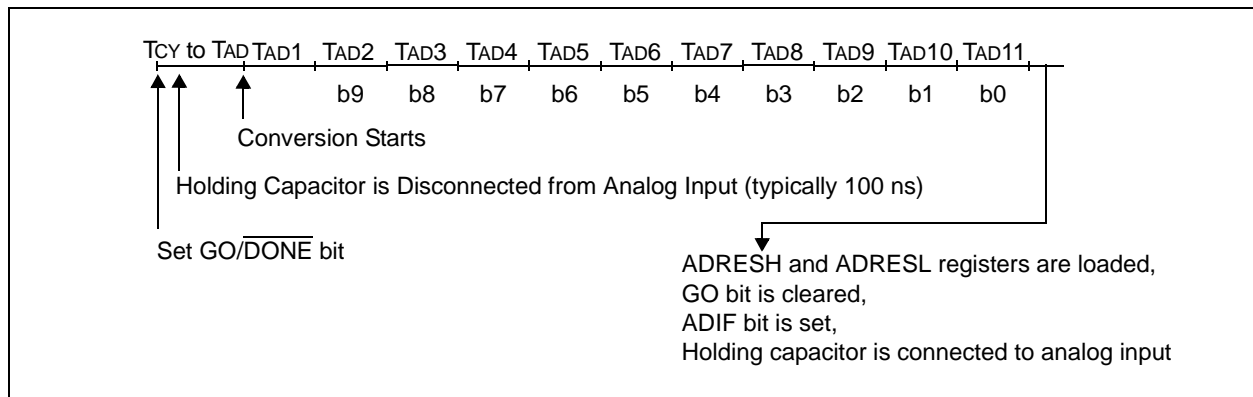 TCY to TAD TAD1 TAD2 TAD3 TAD4 TAD5 TAD6 TAD7 TAD8 TAD9 TAD10 TAD11
b9 b8 b7 b6 b5 b4 b3 b2 b1 b0
Conversion Starts
Holding Capacitor is Disconnected from Analog Input (typically 100 ns)
Set GO/DONE bit
ADRESH and ADRESL registers are loaded,
GO bit is cleared,
ADIF bit is set,
Holding capacitor is connected to analog input